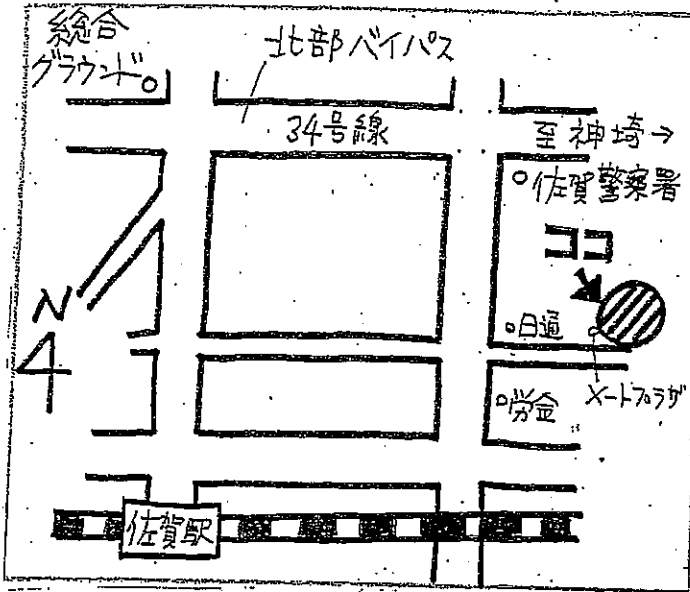 総合
グラウンド
北部バイパス
34号線
至神埼→
佐賀警察署
ココ
N
日通
メートプラザ
労金
佐賀駅